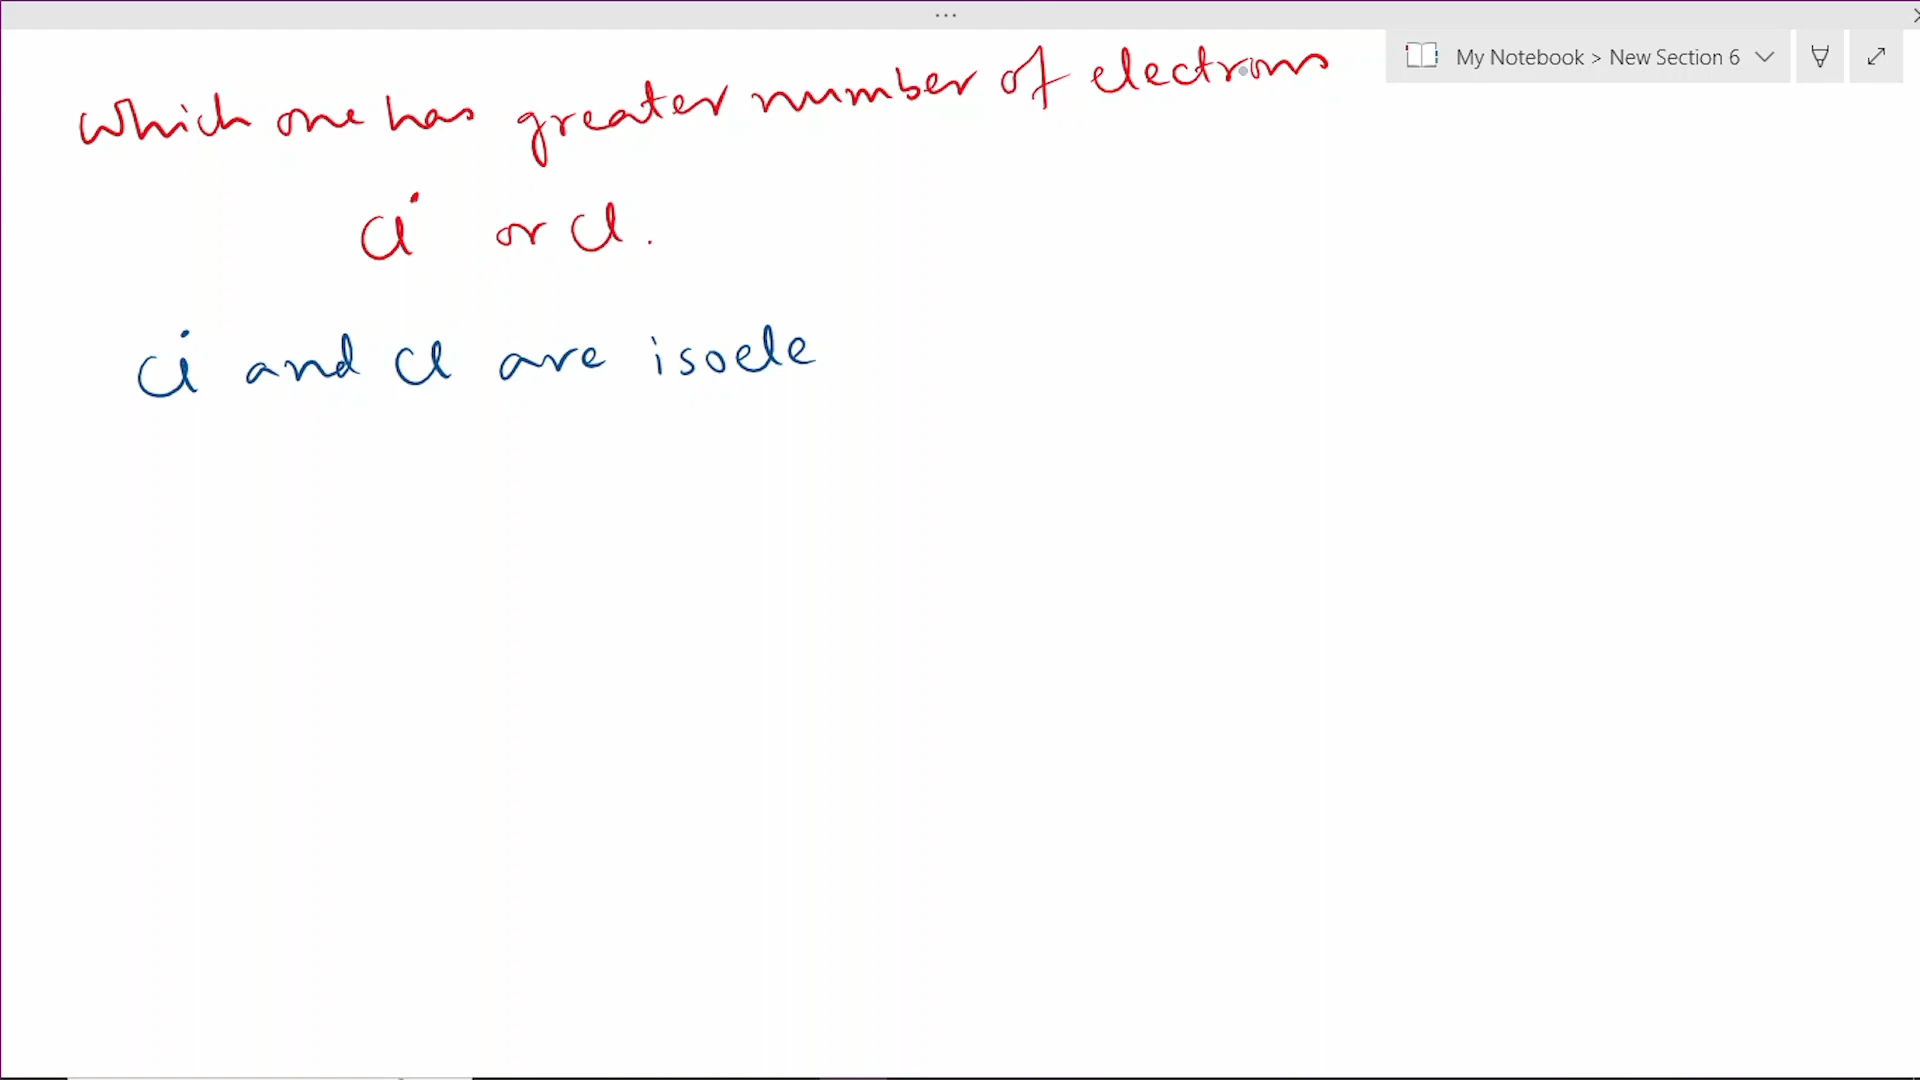 My Notebook > New Section 6
Which one has greater number of electrons
Cl˙ or Cl.
Cl˙ and Cl are isoele